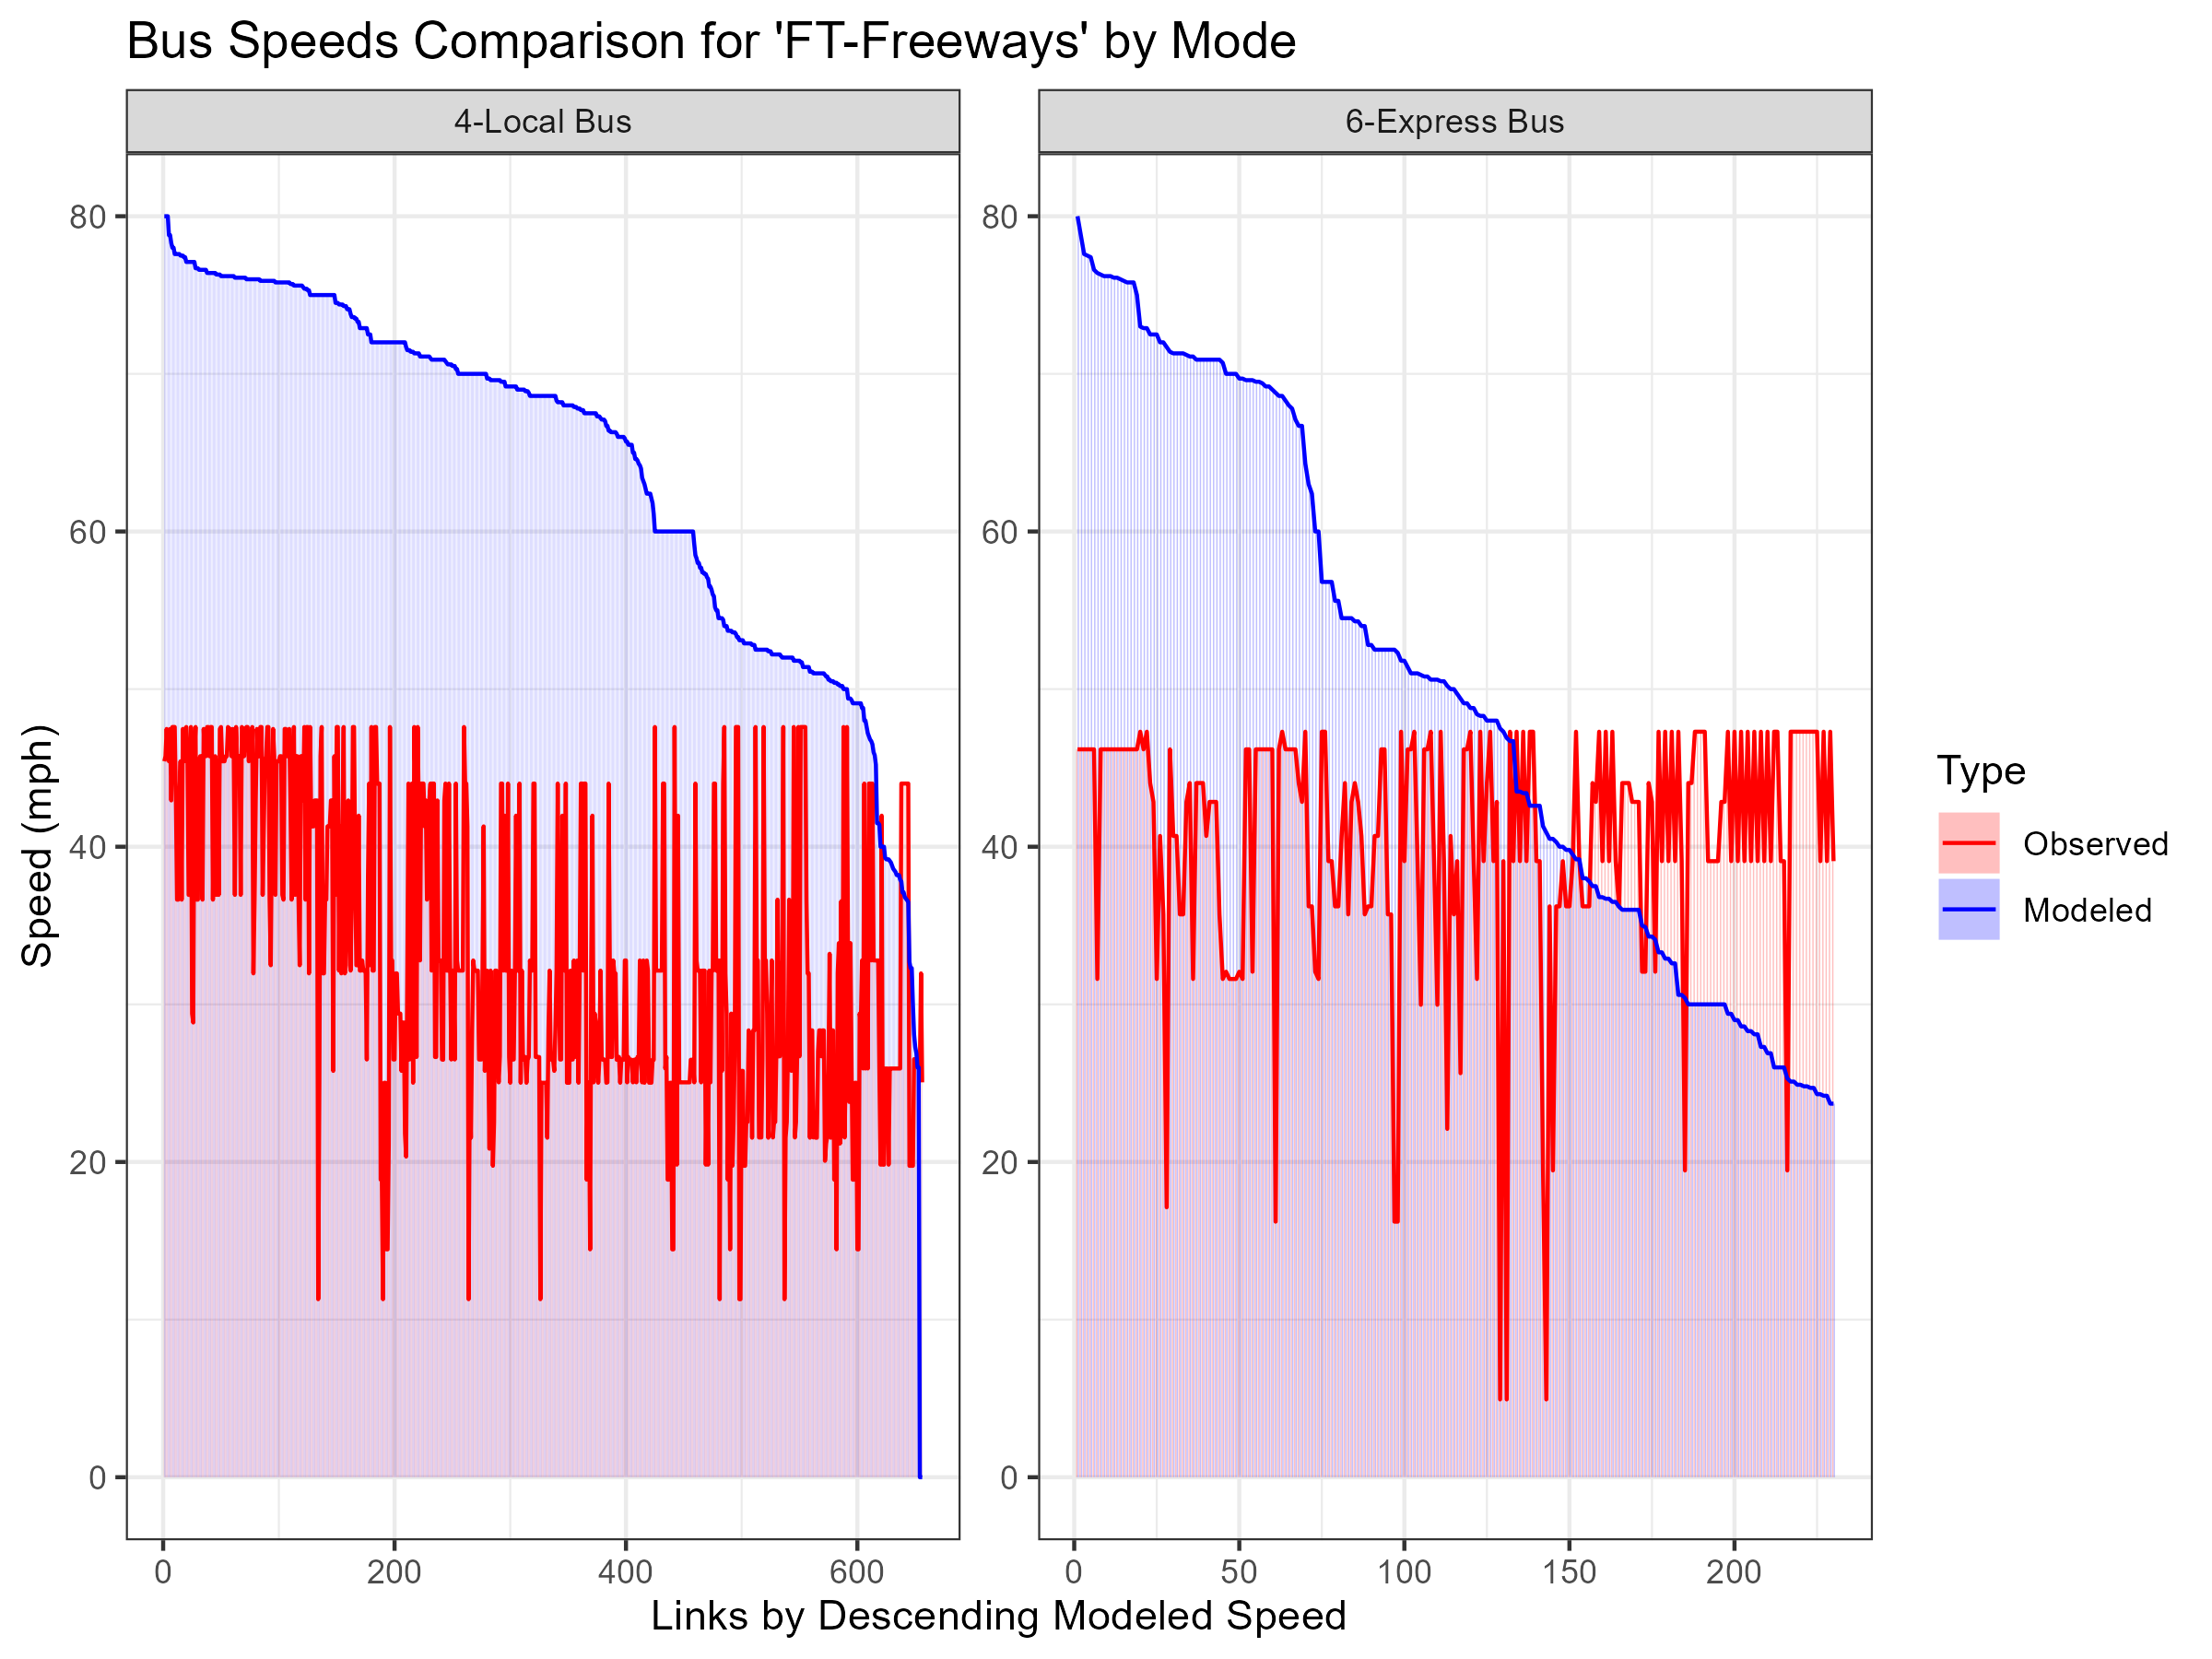 Bus Speeds Comparison for 'FT-Freeways' by Mode
4-Local Bus
6-Express Bus
Speed (mph)
80
60
40
20
0
80
60
40
20
0
0 200 400 600
0 50 100 150 200
Links by Descending Modeled Speed
Type
Observed
Modeled